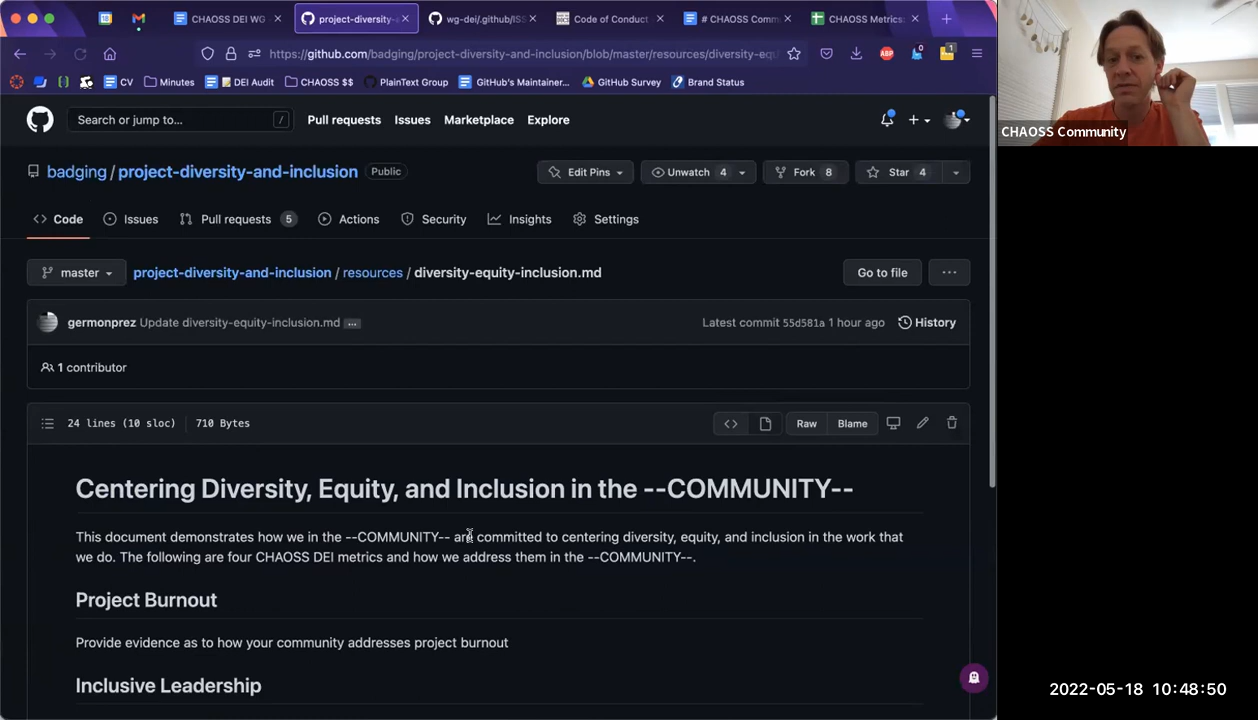 CHAOSS DEI WG
project-diversity-
wg-dei/.github/ISS
Code of Conduct
# CHAOSS Comm
CHAOSS Metrics:
https://github.com/badging/project-diversity-and-inclusion/blob/master/resources/diversity-equ
ABP
0
1
CV
Minutes
DEI Audit
CHAOSS $$
PlainText Group
GitHub's Maintainer...
GitHub Survey
Brand Status
Search or jump to...
/
Pull requests
Issues
Marketplace
Explore
badging / project-diversity-and-inclusion
Public
Edit Pins
Unwatch 4
Fork 8
Star 4
Code
Issues
Pull requests 5
Actions
Security
Insights
Settings
master
project-diversity-and-inclusion / resources / diversity-equity-inclusion.md
Go to file
...
germonprez Update diversity-equity-inclusion.md ...
Latest commit 55d581a 1 hour ago
History
1 contributor
24 lines (10 sloc)
710 Bytes
Raw
Blame
Centering Diversity, Equity, and Inclusion in the --COMMUNITY--
This document demonstrates how we in the --COMMUNITY-- are committed to centering diversity, equity, and inclusion in the work that
we do. The following are four CHAOSS DEI metrics and how we address them in the --COMMUNITY--.
Project Burnout
Provide evidence as to how your community addresses project burnout
Inclusive Leadership
CHAOSS Community
2022-05-18 10:48:50